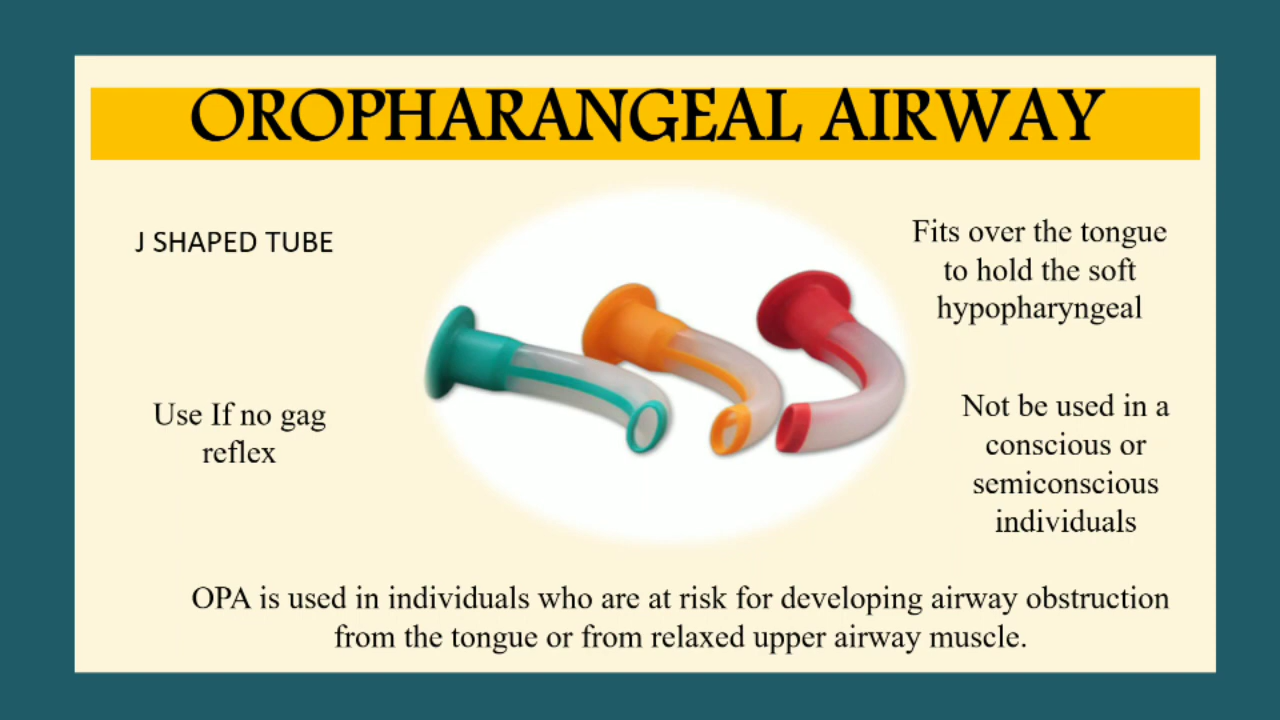 OROPHARANGEAL AIRWAY
J SHAPED TUBE
Fits over the tongue
to hold the soft
hypopharyngeal
Use If no gag
reflex
Not be used in a
conscious or
semiconscious
individuals
OPA is used in individuals who are at risk for developing airway obstruction
from the tongue or from relaxed upper airway muscle.